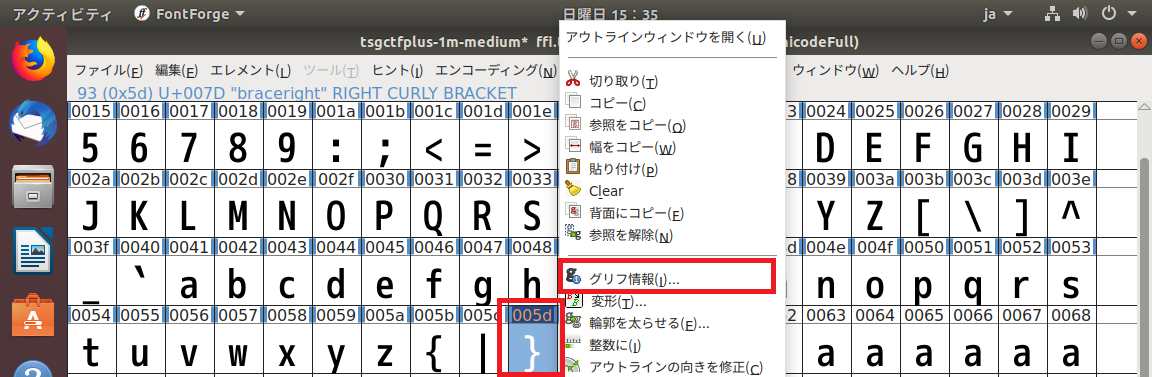 アクティビティ FontForge 日曜日 15：35 ja
tsgctfplus-1m-medium* ffi. nicodeFull)
ファイル(F) 編集(E) エレメント(L) ツール(T) ヒント(I) エンコーディング(N) ウィンドウ(W) ヘルプ(H)
93 (0x5d) U+007D "braceright" RIGHT CURLY BRACKET
0015 0016 0017 0018 0019 001a 001b 001c 001d 001e 3 0024 0025 0026 0027 0028 0029
5 6 7 8 9 : ; < = > D E F G H I
002a 002b 002c 002d 002e 002f 0030 0031 0032 0033 8 0039 003a 003b 003c 003d 003e
J K L M N O P Q R S Y Z [ \ ] ^
003f 0040 0041 0042 0043 0044 0045 0046 0047 0048 d 004e 004f 0050 0051 0052 0053
_ ` a b c d e f g h n o p q r s
0054 0055 0056 0057 0058 0059 005a 005b 005c 005d 2 0063 0064 0065 0066 0067 0068
t u v w x y z { | } a a a a a a
アウトラインウィンドウを開く(U)
切り取り(T)
コピー(C)
参照をコピー(O)
幅をコピー(W)
貼り付け(P)
Clear
背面にコピー(F)
参照を解除(N)
グリフ情報(I)...
変形(T)...
輪郭を太らせる(E)...
整数に(I)
アウトラインの向きを修正(C)